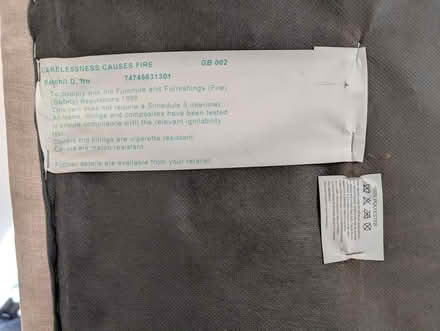 CARELESSNESS CAUSES FIRE GB 002
Batch/I.D. No 74746631301
To comply with the Furniture and Furnishings (Fire)
(Safety) Regulations 1988
This item does not require a Schedule 3 interliner.
All foams, fillings and composites have been tested
to ensure compliance with the relevant ignitability
test.
Covers and fillings are cigarette resistant.
Covers are match resistant.
Further details are available from your retailer.
100% POLYESTER